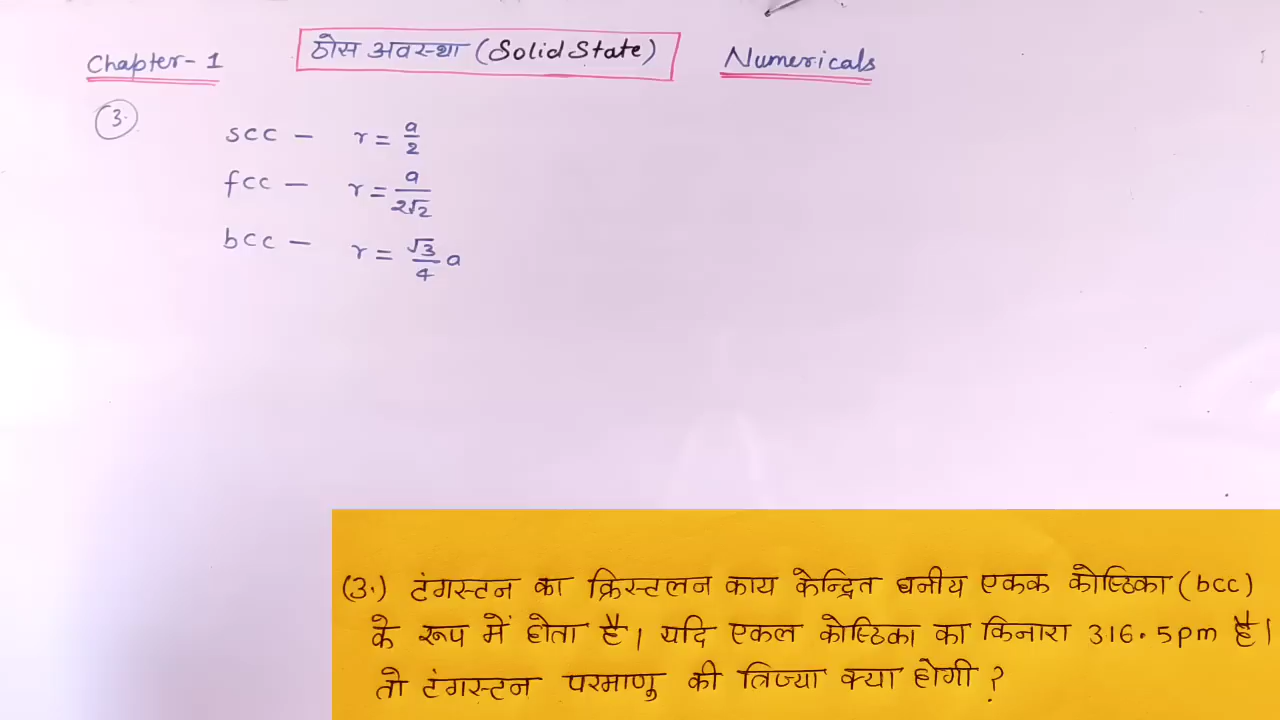 Chapter- 1 ठोस अवस्था (Solid State) Numericals
3.
scc — r = a/2
fcc — r = a/2√2
bcc — r = √3/4 a
(3.) टंगस्टन का क्रिस्टलन काय केन्द्रित घनीय एकक कोष्ठिका (bcc)
के रूप में होता है। यदि एकल कोष्ठिका का किनारा 316.5pm है।
तो टंगस्टन परमाणु की त्रिज्या क्या होगी ?